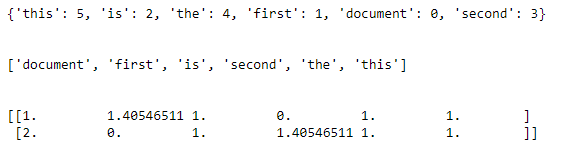 {'this': 5, 'is': 2, 'the': 4, 'first': 1, 'document': 0, 'second': 3}
['document', 'first', 'is', 'second', 'the', 'this']
[[1. 1.40546511 1. 0. 1. 1. ]
[2. 0. 1. 1.40546511 1. 1. ]]